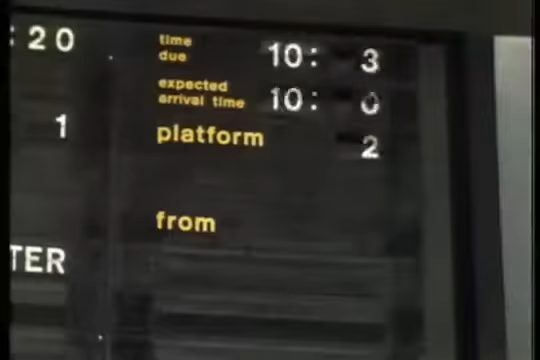 :20
time due 10: 3
expected arrival time 10: 0
1
platform 2
from
TER